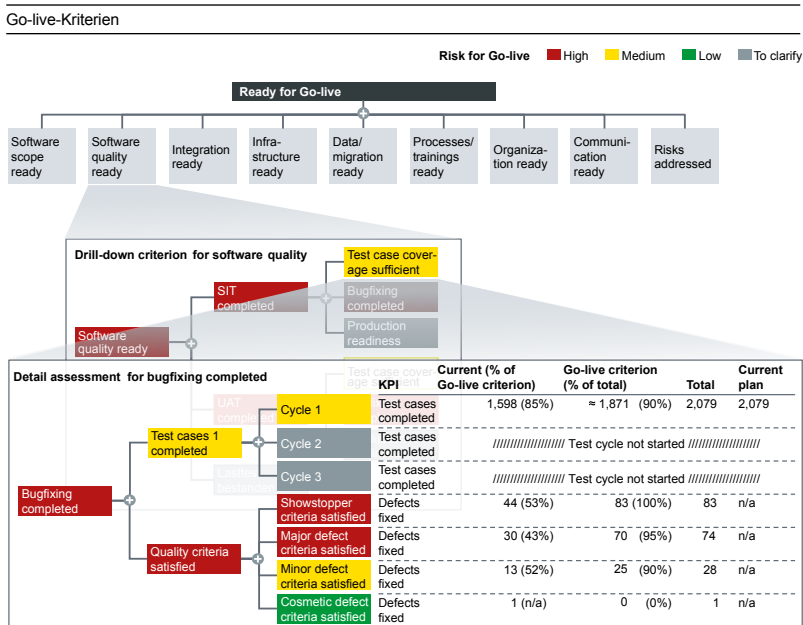 Go-live-Kriterien
Risk for Go-live High Medium Low To clarify
Ready for Go-live
Software
scope
ready
Software
quality
ready
Integration
ready
Infra-
structure
ready
Data/
migration
ready
Processes/
trainings
ready
Organiza-
tion ready
Communi-
cation
ready
Risks
addressed
Drill-down criterion for software quality
Test case cover-
age sufficient
SIT
completed
Bugfixing
completed
Production
readiness
Software
quality ready
Test case cover-
age sufficient
UAT
completed
Detail assessment for bugfixing completed
KPI
Current (% of
Go-live criterion)
Go-live criterion
(% of total)
Total
Current
plan
Bugfixing
completed
Test cases 1
completed
Cycle 1
Test cases
completed
1,598 (85%) ≈ 1,871 (90%) 2,079 2,079
Cycle 2
Test cases
completed
////////////////////// Test cycle not started //////////////////////
Cycle 3
Test cases
completed
////////////////////// Test cycle not started //////////////////////
Quality criteria
satisfied
Showstopper
criteria satisfied
Defects
fixed
44 (53%) 83 (100%) 83 n/a
Major defect
criteria satisfied
Defects
fixed
30 (43%) 70 (95%) 74 n/a
Minor defect
criteria satisfied
Defects
fixed
13 (52%) 25 (90%) 28 n/a
Cosmetic defect
criteria satisfied
Defects
fixed
1 (n/a) 0 (0%) 1 n/a